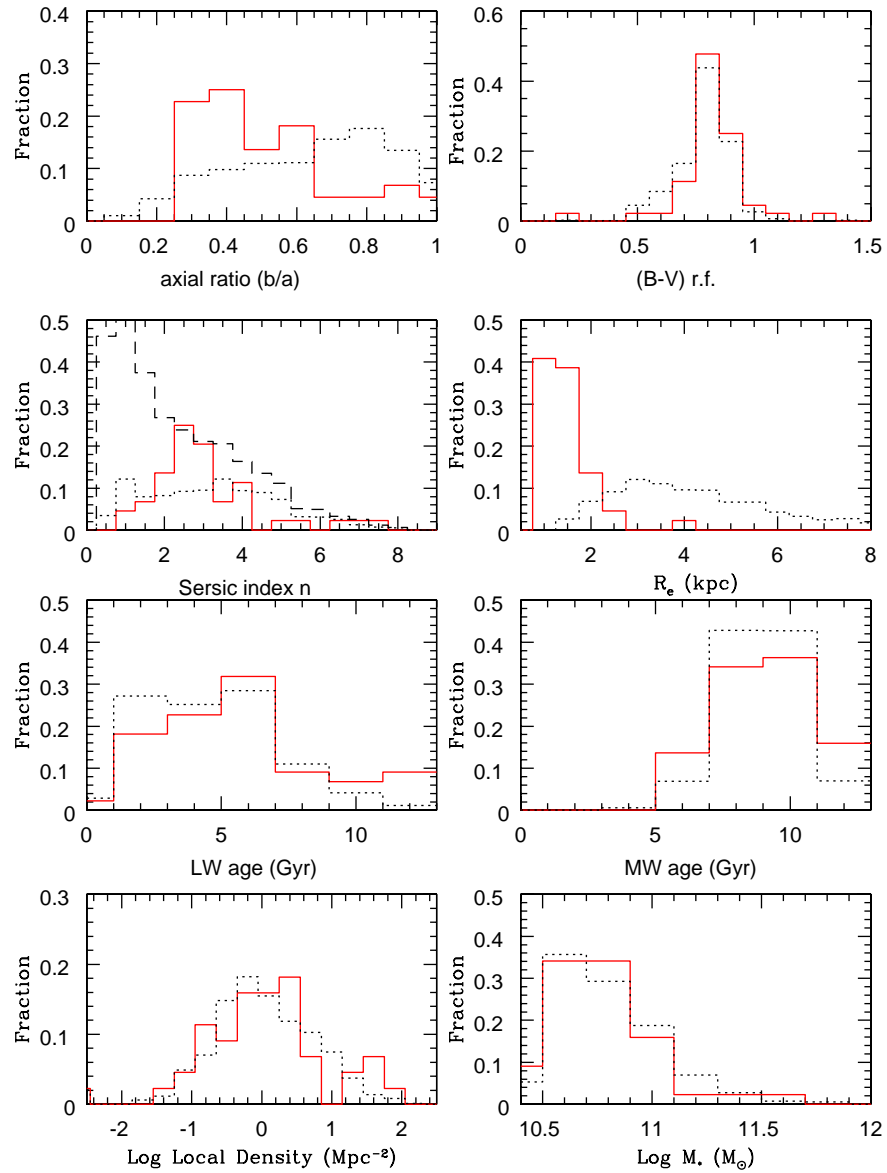 0.4 0.3 0.2 0.1 0
Fraction
0 0.2 0.4 0.6 0.8 1
axial ratio (b/a)
0.6 0.4 0.2 0
Fraction
0 0.5 1 1.5
(B-V) r.f.
0.5 0.4 0.3 0.2 0.1 0
Fraction
0 2 4 6 8
Sersic index n
0.5 0.4 0.3 0.2 0.1 0
Fraction
2 4 6 8
R_e (kpc)
0.5 0.4 0.3 0.2 0.1 0
Fraction
0 5 10
LW age (Gyr)
0.5 0.4 0.3 0.2 0.1 0
Fraction
0 5 10
MW age (Gyr)
0.3 0.2 0.1 0
Fraction
-2 -1 0 1 2
Log Local Density (Mpc⁻²)
0.5 0.4 0.3 0.2 0.1 0
Fraction
10.5 11 11.5 12
Log M_* (M_⊙)